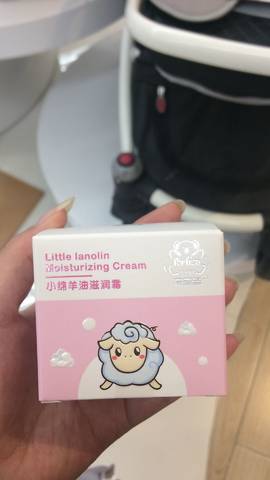 Little lanolin
Moisturizing Cream
小绵羊油滋润霜